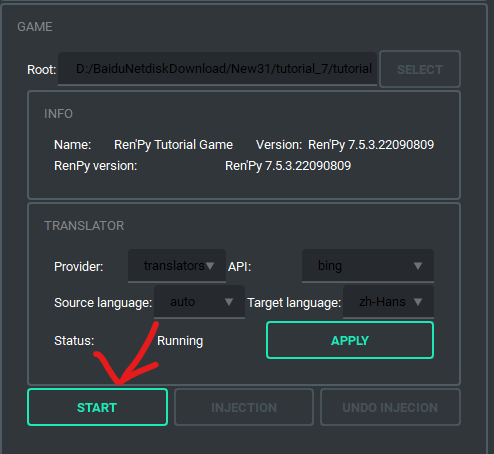 GAME
Root: D:/BaiduNetdiskDownload/New31/tutorial_7/tutorial SELECT
INFO
Name: Ren'Py Tutorial Game Version: Ren'Py 7.5.3.22090809
RenPy version: Ren'Py 7.5.3.22090809
TRANSLATOR
Provider: translators API: bing
Source language: auto Target language: zh-Hans
Status: Running APPLY
START INJECTION UNDO INJECION